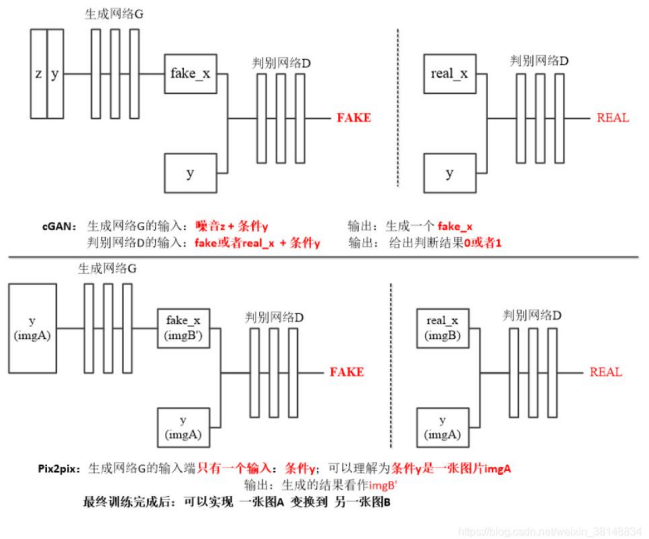 生成网络G
z y
fake_x
判别网络D
FAKE
y
real_x
判别网络D
REAL
y
cGAN： 生成网络G的输入：噪音z + 条件y 输出：生成一个 fake_x
判别网络D的输入：fake或者real_x + 条件y 输出： 给出判断结果0或者1
生成网络G
y
(imgA)
fake_x
(imgB')
判别网络D
FAKE
y
(imgA)
real_x
(imgB)
判别网络D
REAL
y
(imgA)
Pix2pix：生成网络G的输入端只有一个输入：条件y；可以理解为条件y是一张图片imgA
输出：生成的结果看作imgB'
最终训练完成后：可以实现 一张图A 变换到 另一张图B
https://blog.csdn.net/weixin_38148834